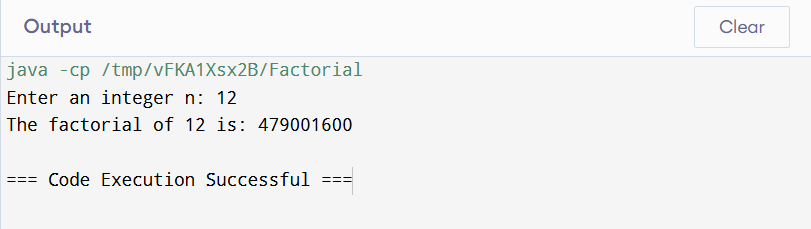 Output
Clear
java -cp /tmp/vFKA1Xsx2B/Factorial
Enter an integer n: 12
The factorial of 12 is: 479001600
=== Code Execution Successful ===